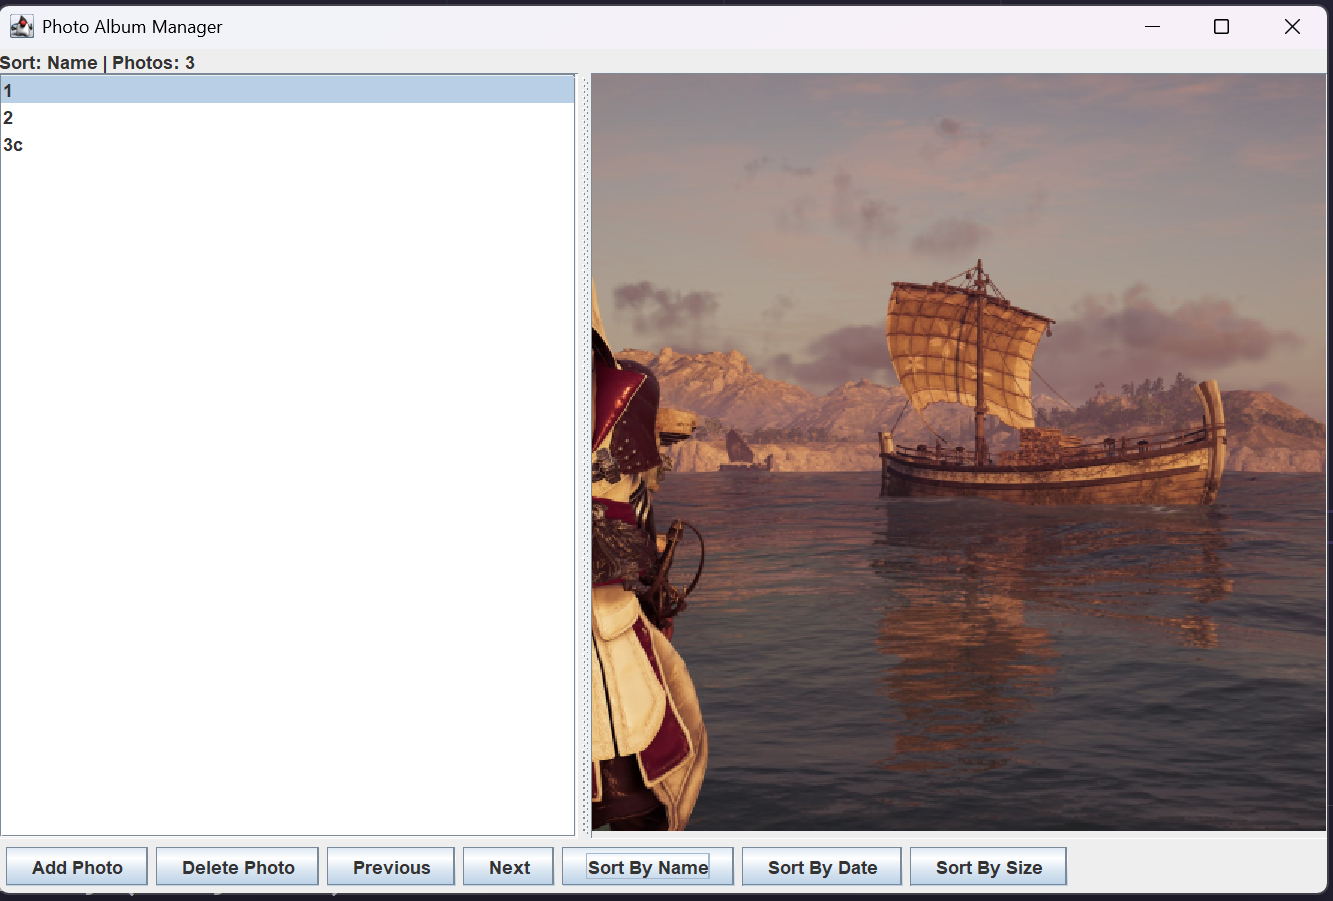 Photo Album Manager
Sort: Name | Photos: 3
1
2
3c
Add Photo
Delete Photo
Previous
Next
Sort By Name
Sort By Date
Sort By Size